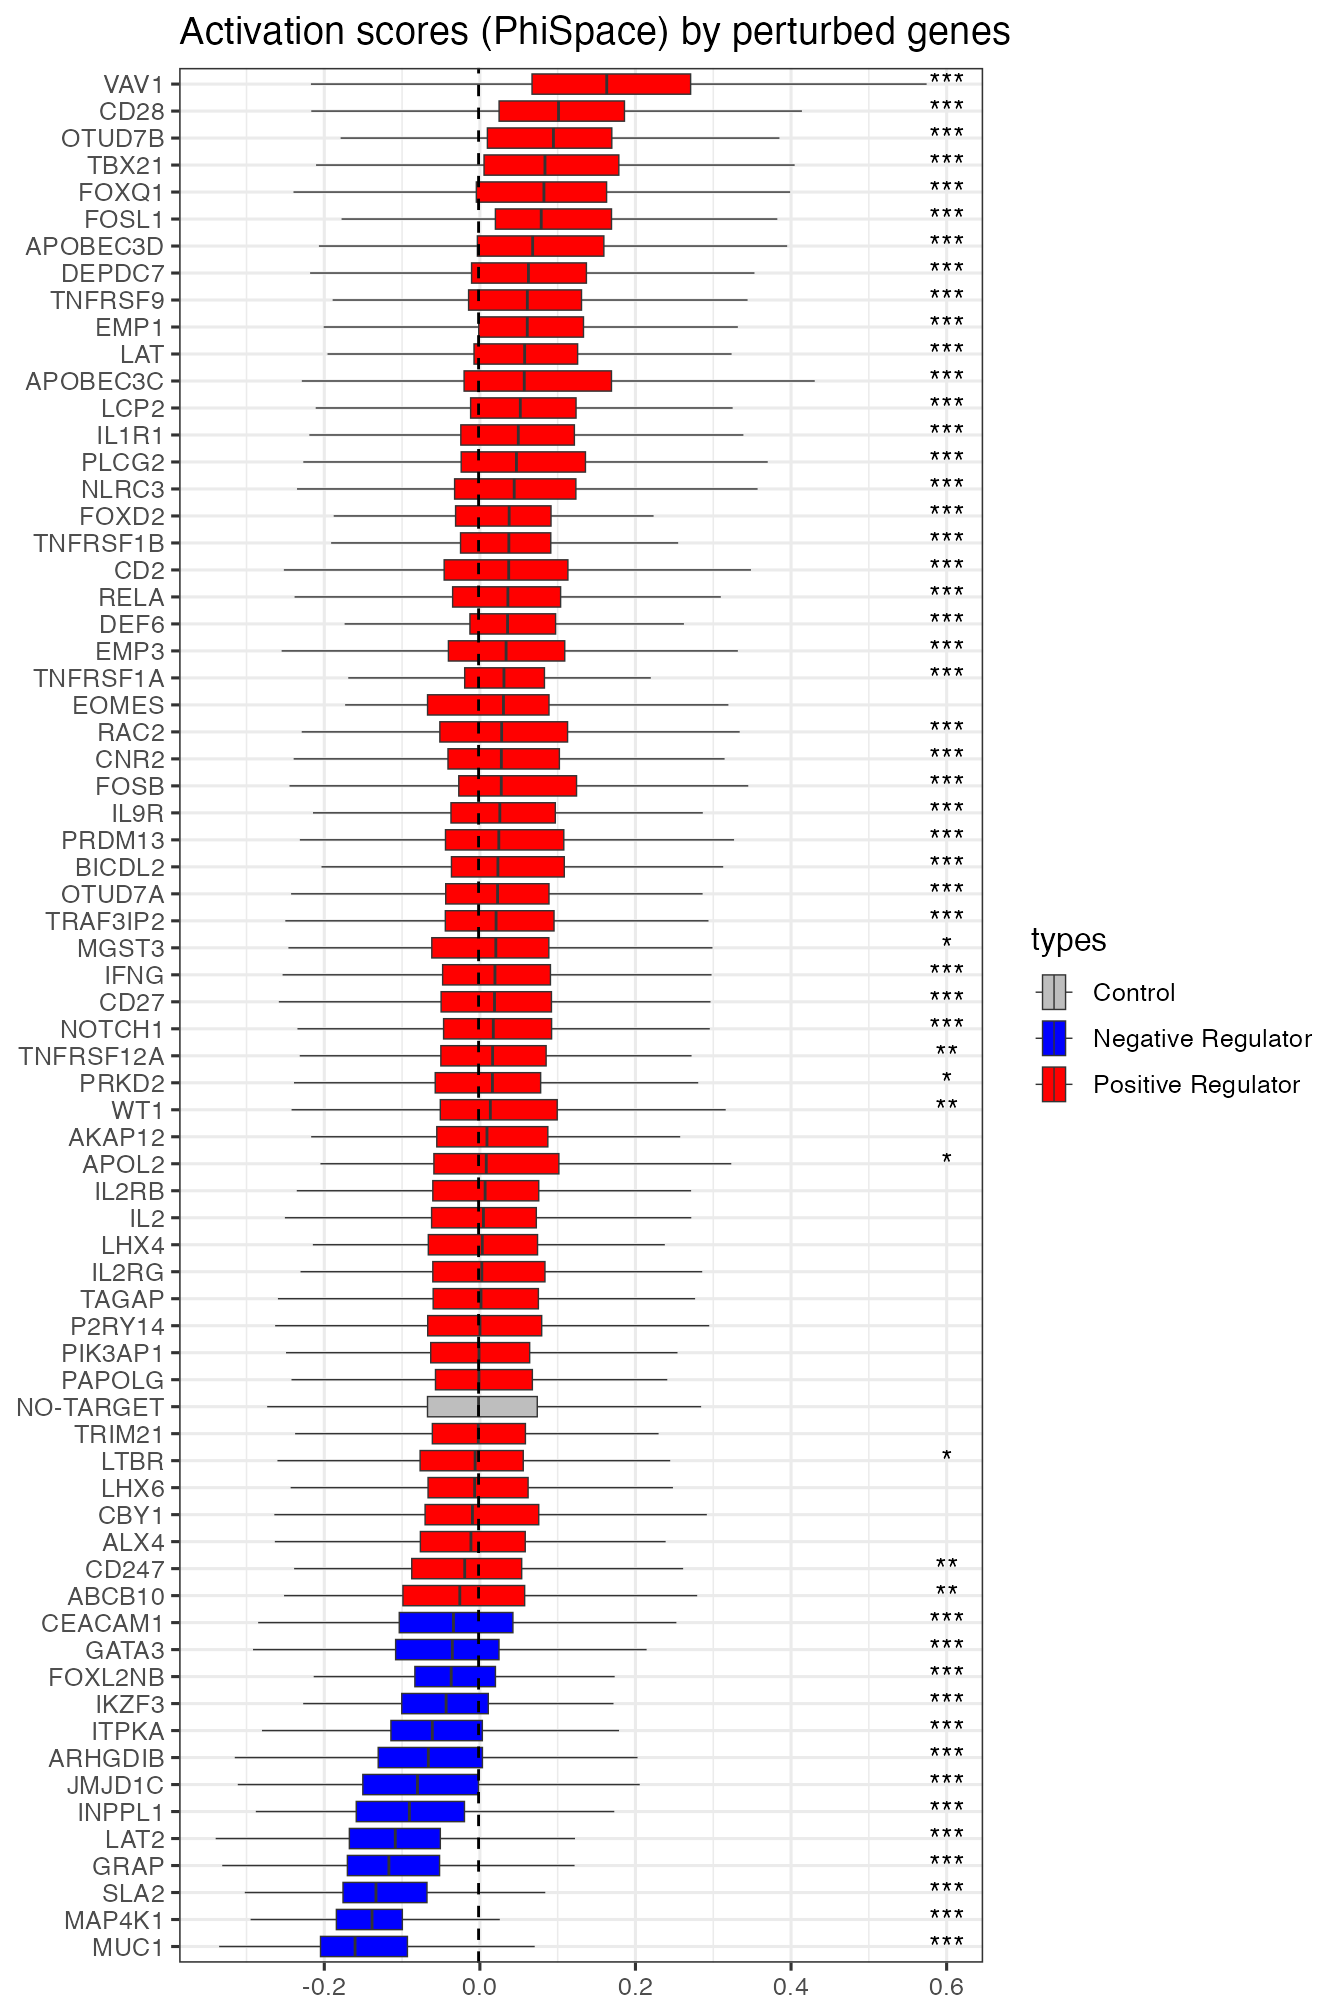 Activation scores (PhiSpace) by perturbed genes
VAV1 ***
CD28 ***
OTUD7B ***
TBX21 ***
FOXQ1 ***
FOSL1 ***
APOBEC3D ***
DEPDC7 ***
TNFRSF9 ***
EMP1 ***
LAT ***
APOBEC3C ***
LCP2 ***
IL1R1 ***
PLCG2 ***
NLRC3 ***
FOXD2 ***
TNFRSF1B ***
CD2 ***
RELA ***
DEF6 ***
EMP3 ***
TNFRSF1A ***
EOMES
RAC2 ***
CNR2 ***
FOSB ***
IL9R ***
PRDM13 ***
BICDL2 ***
OTUD7A ***
TRAF3IP2 ***
MGST3 *
IFNG ***
CD27 ***
NOTCH1 ***
TNFRSF12A **
PRKD2 *
WT1 **
AKAP12
APOL2 *
IL2RB
IL2
LHX4
IL2RG
TAGAP
P2RY14
PIK3AP1
PAPOLG
NO-TARGET
TRIM21
LTBR *
LHX6
CBY1
ALX4
CD247 **
ABCB10 **
CEACAM1 ***
GATA3 ***
FOXL2NB ***
IKZF3 ***
ITPKA ***
ARHGDIB ***
JMJD1C ***
INPPL1 ***
LAT2 ***
GRAP ***
SLA2 ***
MAP4K1 ***
MUC1 ***
-0.2 0.0 0.2 0.4 0.6
types
Control
Negative Regulator
Positive Regulator